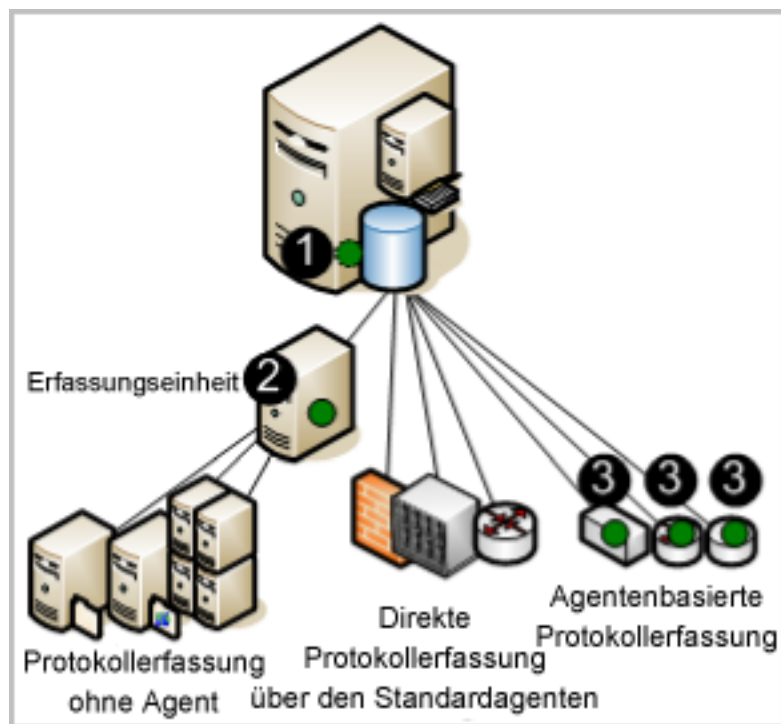 1
Erfassungseinheit 2
3 3 3
Protokollerfassung
ohne Agent
Direkte
Protokollerfassung
über den Standardagenten
Agentenbasierte
Protokollerfassung